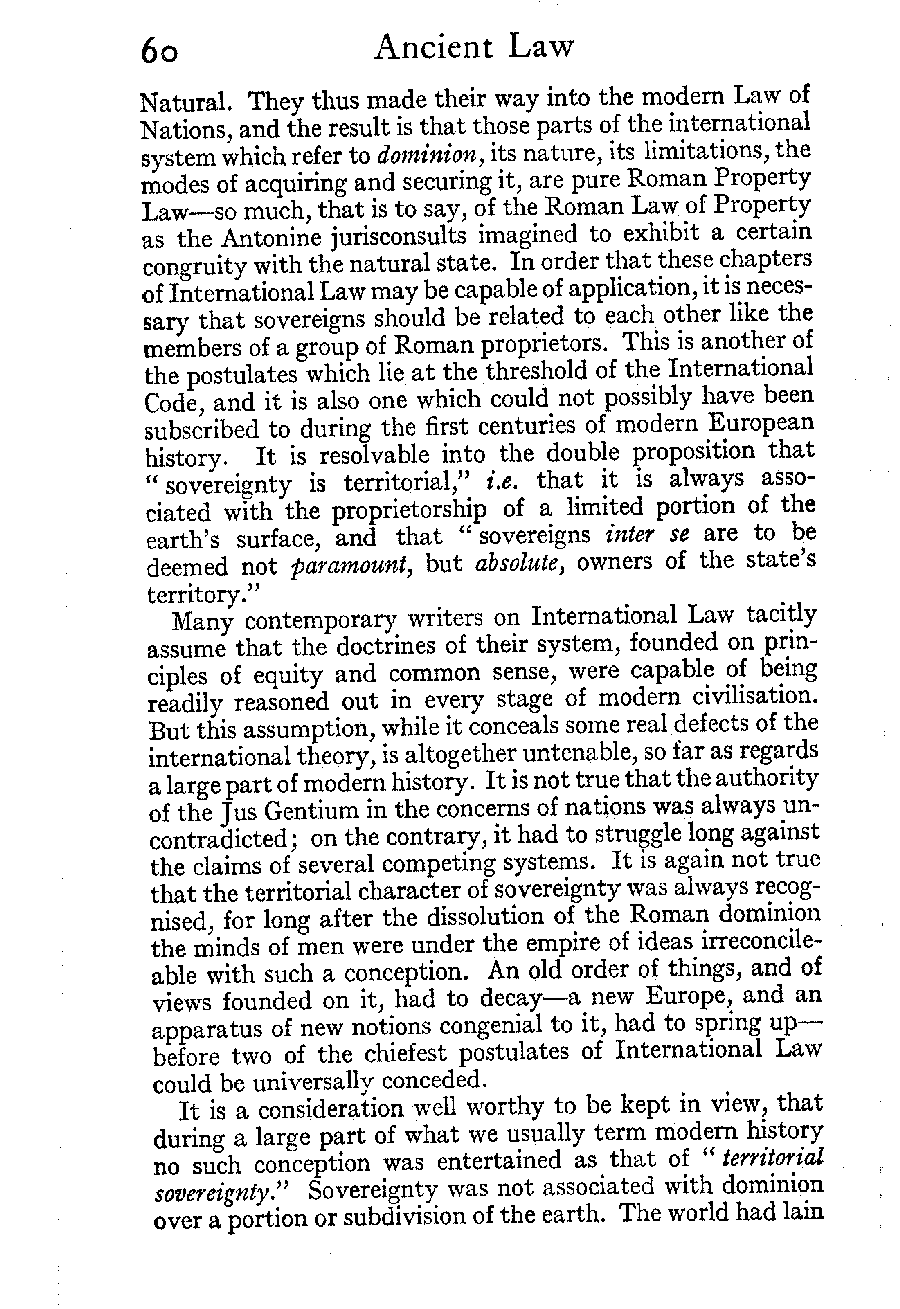 60 Ancient Law
Natural. They thus made their way into the modern Law of
Nations, and the result is that those parts of the international
system which refer to dominion, its nature, its limitations, the
modes of acquiring and securing it, are pure Roman Property
Law—so much, that is to say, of the Roman Law of Property
as the Antonine jurisconsults imagined to exhibit a certain
congruity with the natural state. In order that these chapters
of International Law may be capable of application, it is neces-
sary that sovereigns should be related to each other like the
members of a group of Roman proprietors. This is another of
the postulates which lie at the threshold of the International
Code, and it is also one which could not possibly have been
subscribed to during the first centuries of modern European
history. It is resolvable into the double proposition that
“ sovereignty is territorial,” i.e. that it is always asso-
ciated with the proprietorship of a limited portion of the
earth’s surface, and that “ sovereigns inter se are to be
deemed not paramount, but absolute, owners of the state’s
territory.”
Many contemporary writers on International Law tacitly
assume that the doctrines of their system, founded on prin-
ciples of equity and common sense, were capable of being
readily reasoned out in every stage of modern civilisation.
But this assumption, while it conceals some real defects of the
international theory, is altogether untenable, so far as regards
a large part of modern history. It is not true that the authority
of the Jus Gentium in the concerns of nations was always un-
contradicted; on the contrary, it had to struggle long against
the claims of several competing systems. It is again not true
that the territorial character of sovereignty was always recog-
nised, for long after the dissolution of the Roman dominion
the minds of men were under the empire of ideas irreconcile-
able with such a conception. An old order of things, and of
views founded on it, had to decay—a new Europe, and an
apparatus of new notions congenial to it, had to spring up—
before two of the chiefest postulates of International Law
could be universally conceded.
It is a consideration well worthy to be kept in view, that
during a large part of what we usually term modern history
no such conception was entertained as that of “ territorial
sovereignty.” Sovereignty was not associated with dominion
over a portion or subdivision of the earth. The world had lain